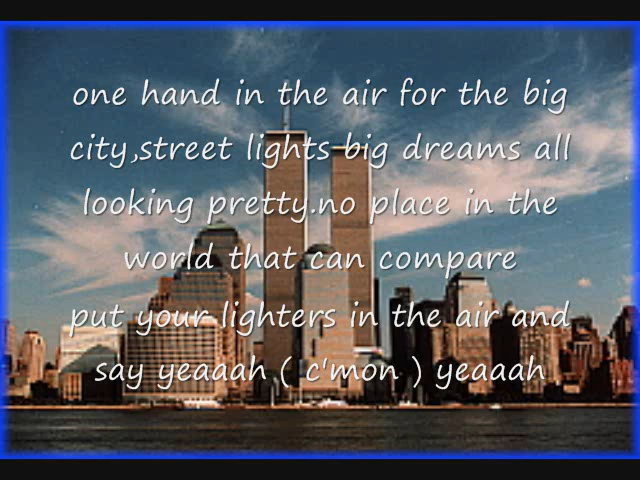 one hand in the air for the big
city,street lights big dreams all
looking pretty.no place in the
world that can compare
put your lighters in the air and
say yeaaah ( c'mon ) yeaaah